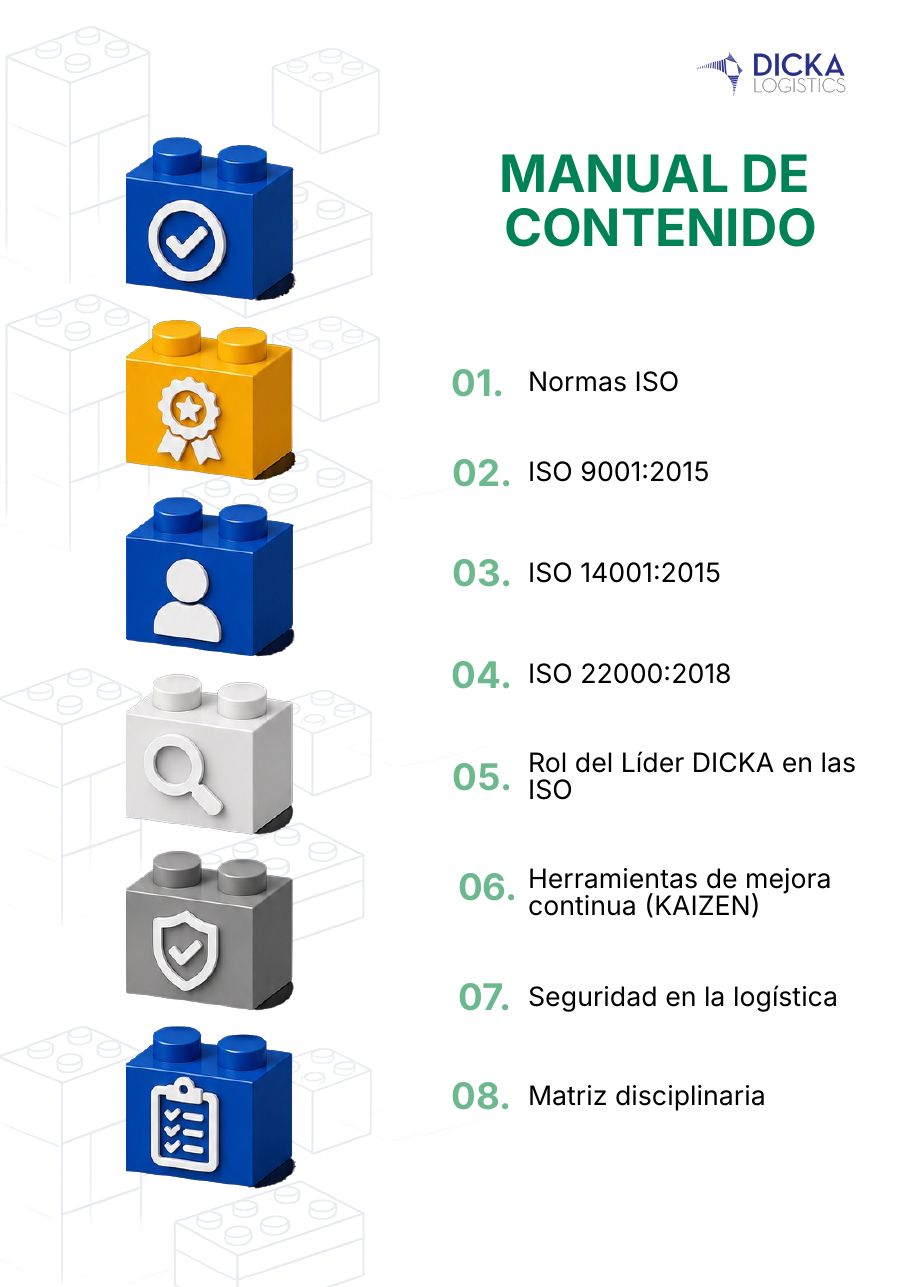 DICKA
LOGISTICS
MANUAL DE
CONTENIDO
01. Normas ISO
02. ISO 9001:2015
03. ISO 14001:2015
04. ISO 22000:2018
05. Rol del Líder DICKA en las
ISO
06. Herramientas de mejora
continua (KAIZEN)
07. Seguridad en la logística
08. Matriz disciplinaria